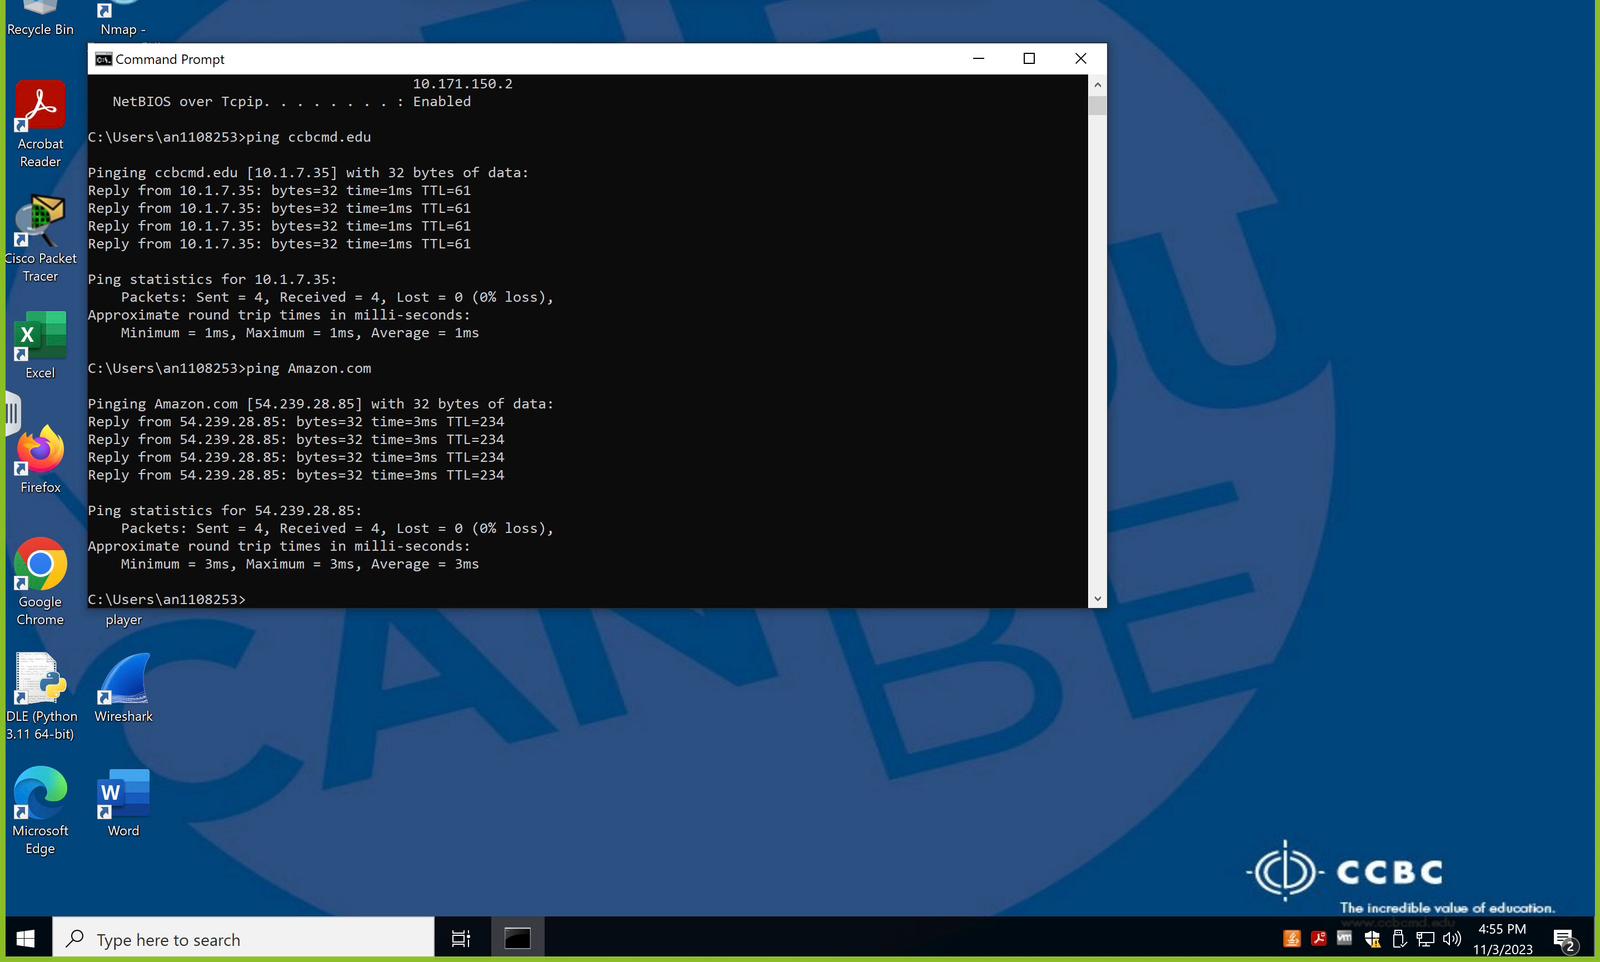 Recycle Bin
Nmap -
Command Prompt
10.171.150.2
NetBIOS over Tcpip. . . . . . . . : Enabled
C:\Users\an1108253>ping ccbcmd.edu
Pinging ccbcmd.edu [10.1.7.35] with 32 bytes of data:
Reply from 10.1.7.35: bytes=32 time=1ms TTL=61
Reply from 10.1.7.35: bytes=32 time=1ms TTL=61
Reply from 10.1.7.35: bytes=32 time=1ms TTL=61
Reply from 10.1.7.35: bytes=32 time=1ms TTL=61
Ping statistics for 10.1.7.35:
Packets: Sent = 4, Received = 4, Lost = 0 (0% loss),
Approximate round trip times in milli-seconds:
Minimum = 1ms, Maximum = 1ms, Average = 1ms
C:\Users\an1108253>ping Amazon.com
Pinging Amazon.com [54.239.28.85] with 32 bytes of data:
Reply from 54.239.28.85: bytes=32 time=3ms TTL=234
Reply from 54.239.28.85: bytes=32 time=3ms TTL=234
Reply from 54.239.28.85: bytes=32 time=3ms TTL=234
Reply from 54.239.28.85: bytes=32 time=3ms TTL=234
Ping statistics for 54.239.28.85:
Packets: Sent = 4, Received = 4, Lost = 0 (0% loss),
Approximate round trip times in milli-seconds:
Minimum = 3ms, Maximum = 3ms, Average = 3ms
C:\Users\an1108253>
Acrobat
Reader
Cisco Packet
Tracer
Excel
Firefox
Google
Chrome
player
DLE (Python
3.11 64-bit)
Wireshark
Microsoft
Edge
Word
CAN BE
CCBC
The incredible value of education.
www.ccbcmd.edu
Type here to search
4:55 PM
11/3/2023
2